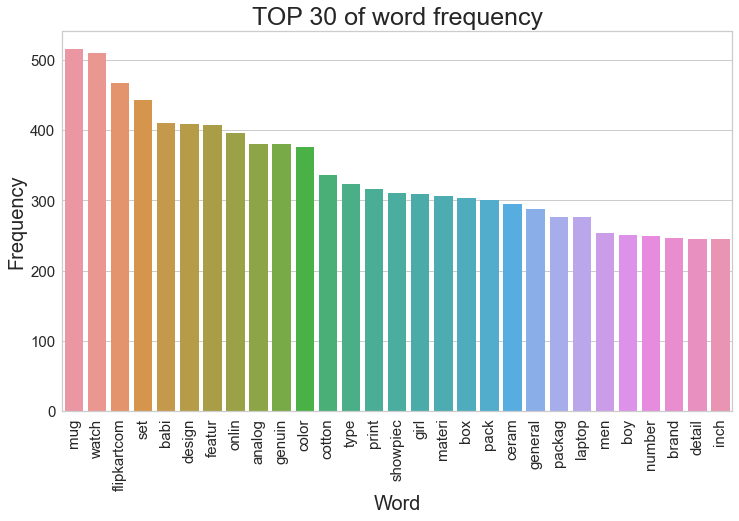 TOP 30 of word frequency
Frequency
500
400
300
200
100
0
mug
watch
flipkartcom
set
babi
design
featur
onlin
analog
genuin
color
cotton
type
print
showpiec
girl
materi
box
pack
ceram
general
packag
laptop
men
boy
number
brand
detail
inch
Word